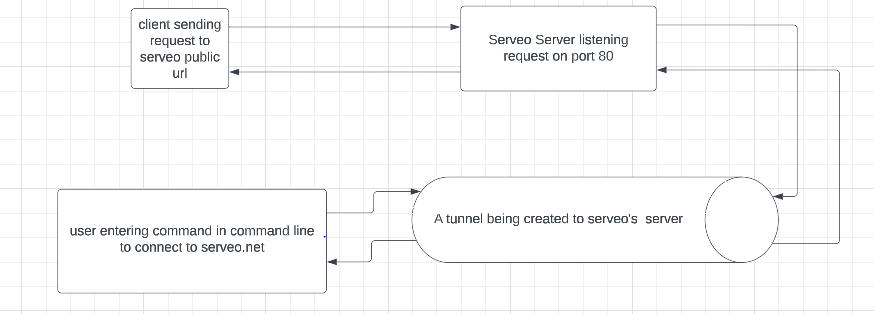 client sending
request to
serveo public
url
Serveo Server listening
request on port 80
user entering command in command line
to connect to serveo.net
A tunnel being created to serveo's  server